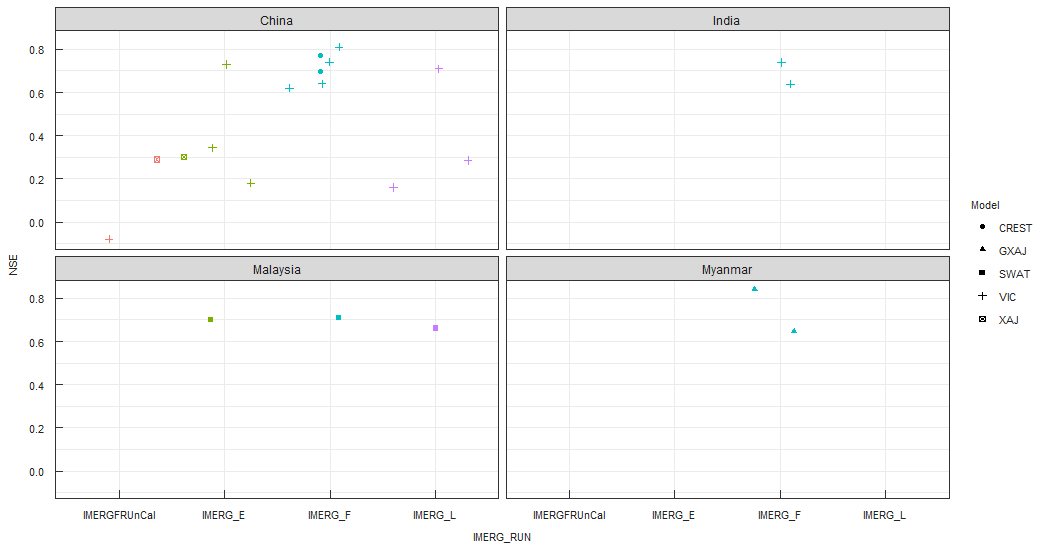 China
India
0.8
0.6
0.4
0.2
0.0
NSE
Malaysia
Myanmar
0.8
0.6
0.4
0.2
0.0
IMERGFRUnCal IMERG_E IMERG_F IMERG_L
IMERGFRUnCal IMERG_E IMERG_F IMERG_L
IMERG_RUN
Model
CREST
GXAJ
SWAT
VIC
XAJ